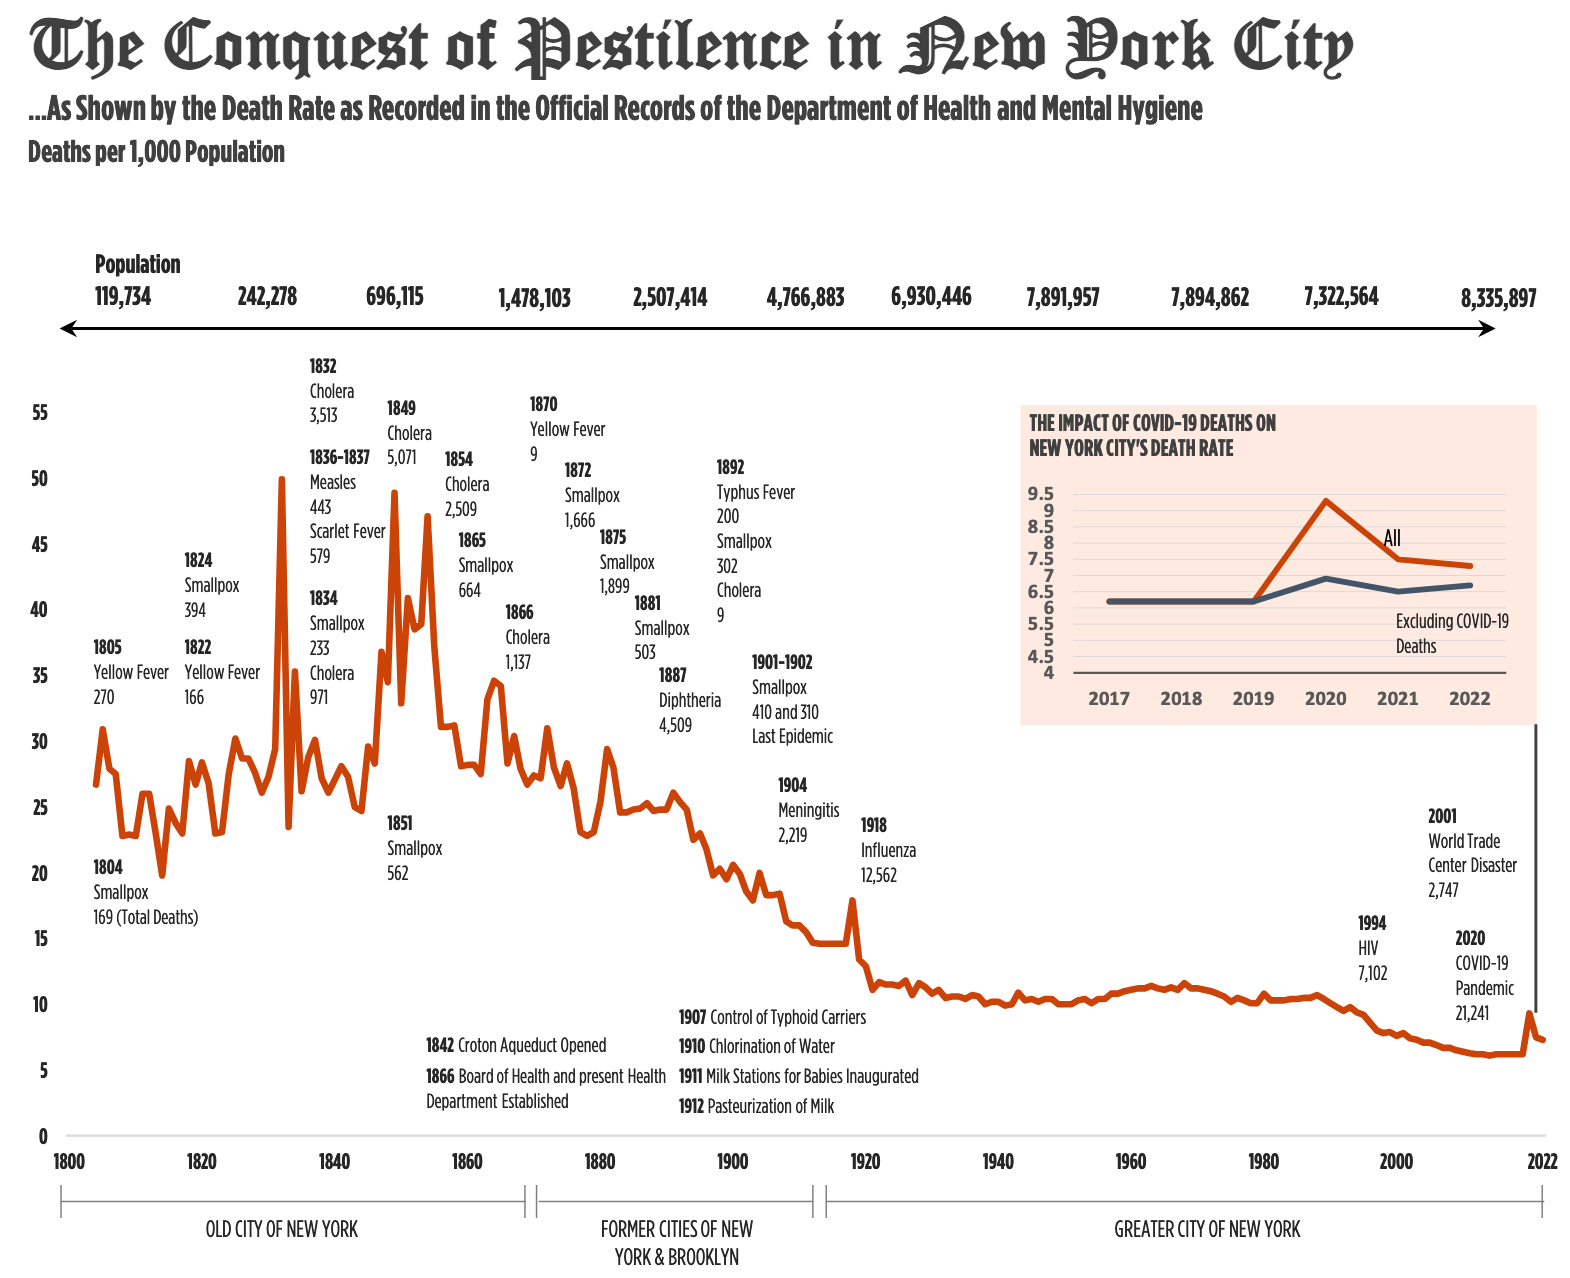 The Conquest of Pestilence in New York City
...As Shown by the Death Rate as Recorded in the Official Records of the Department of Health and Mental Hygiene
Deaths per 1,000 Population
Population
119,734 242,278 696,115 1,478,103 2,507,414 4,766,883 6,930,446 7,891,957 7,894,862 7,322,564 8,335,897
55
50
45
40
35
30
25
20
15
10
5
0
1805
Yellow Fever
270
1804
Smallpox
169 (Total Deaths)
1824
Smallpox
394
1822
Yellow Fever
166
1832
Cholera
3,513
1836-1837
Measles
443
Scarlet Fever
579
1834
Smallpox
233
Cholera
971
1849
Cholera
5,071
1851
Smallpox
562
1854
Cholera
2,509
1865
Smallpox
664
1866
Cholera
1,137
1870
Yellow Fever
9
1872
Smallpox
1,666
1875
Smallpox
1,899
1881
Smallpox
503
1887
Diphtheria
4,509
1892
Typhus Fever
200
Smallpox
302
Cholera
9
1901-1902
Smallpox
410 and 310
Last Epidemic
1904
Meningitis
2,219
1918
Influenza
12,562
THE IMPACT OF COVID-19 DEATHS ON
NEW YORK CITY'S DEATH RATE
9.5
9
8.5
8
7.5
7
6.5
6
5.5
5
4.5
4
All
Excluding COVID-19
Deaths
2017 2018 2019 2020 2021 2022
1994
HIV
7,102
2001
World Trade
Center Disaster
2,747
2020
COVID-19
Pandemic
21,241
1842 Croton Aqueduct Opened
1866 Board of Health and present Health
Department Established
1907 Control of Typhoid Carriers
1910 Chlorination of Water
1911 Milk Stations for Babies Inaugurated
1912 Pasteurization of Milk
1800 1820 1840 1860 1880 1900 1920 1940 1960 1980 2000 2022
OLD CITY OF NEW YORK
FORMER CITIES OF NEW
YORK & BROOKLYN
GREATER CITY OF NEW YORK